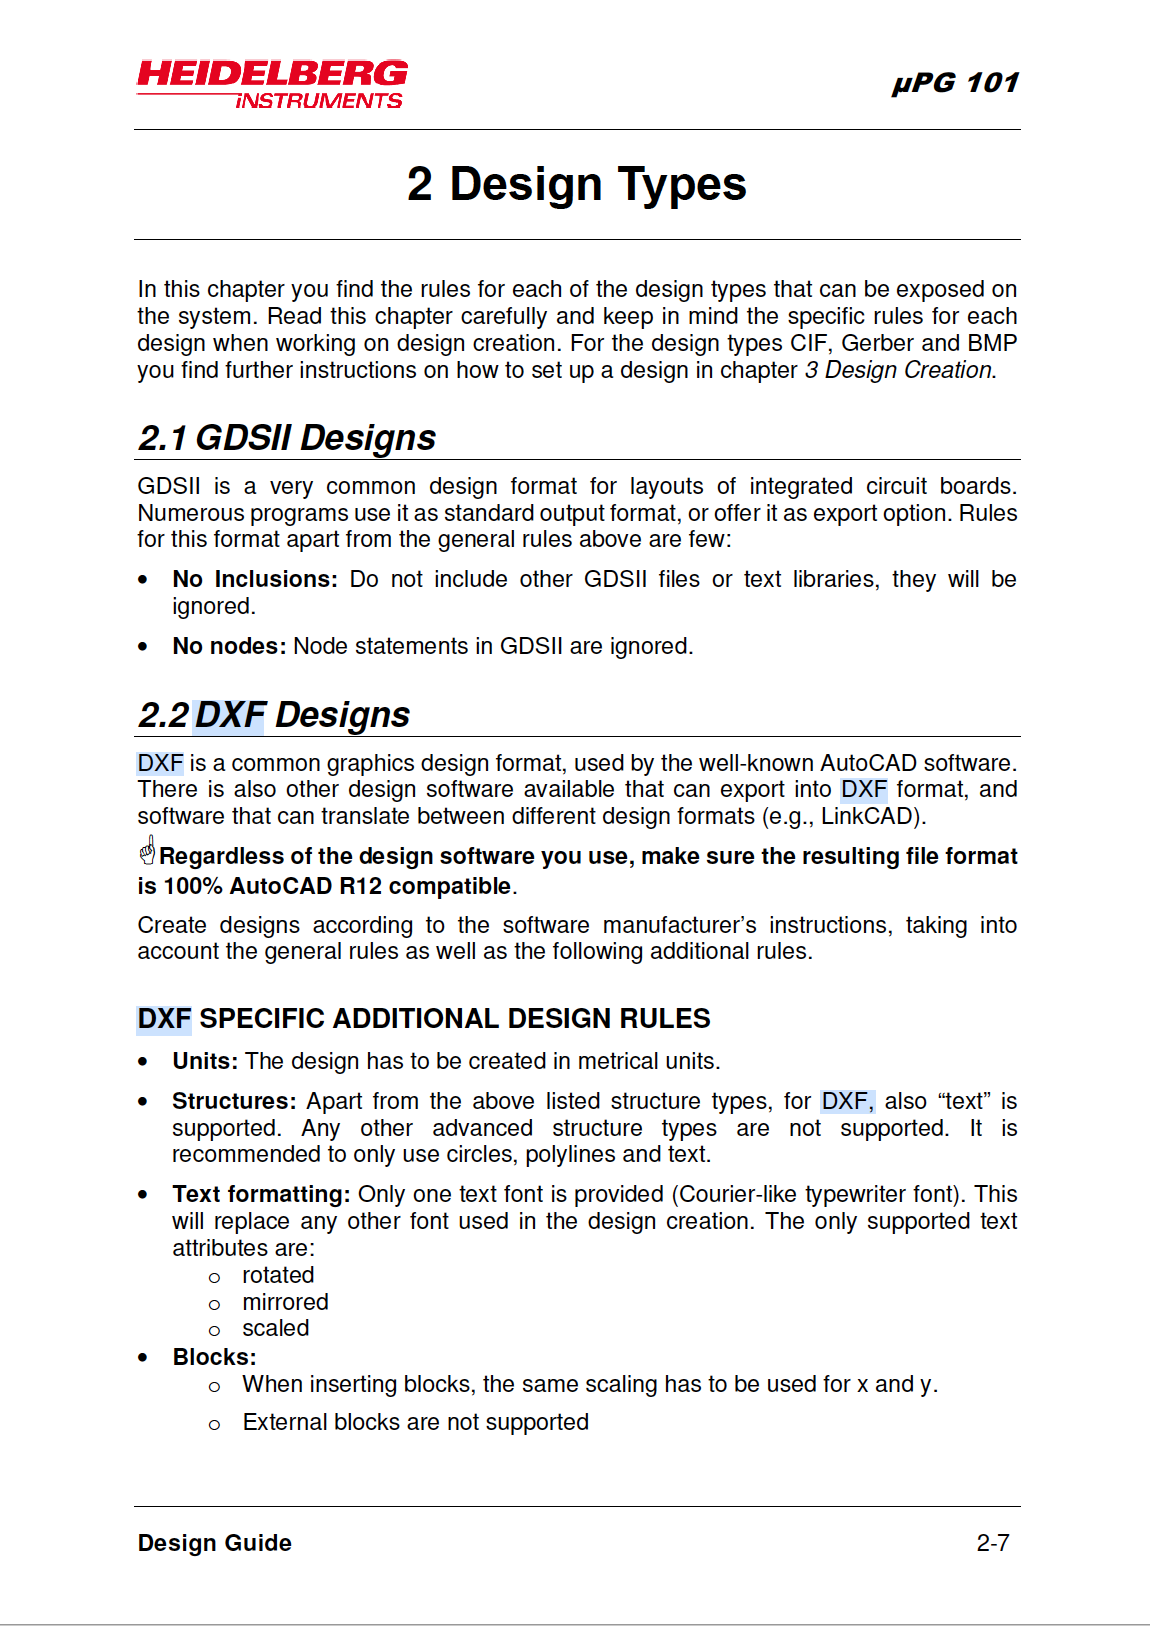 HEIDELBERG
INSTRUMENTS
µPG 101
2 Design Types
In this chapter you find the rules for each of the design types that can be exposed on
the system. Read this chapter carefully and keep in mind the specific rules for each
design when working on design creation. For the design types CIF, Gerber and BMP
you find further instructions on how to set up a design in chapter 3 Design Creation.
2.1 GDSII Designs
GDSII is a very common design format for layouts of integrated circuit boards.
Numerous programs use it as standard output format, or offer it as export option. Rules
for this format apart from the general rules above are few:
• No Inclusions: Do not include other GDSII files or text libraries, they will be
ignored.
• No nodes: Node statements in GDSII are ignored.
2.2 DXF Designs
DXF is a common graphics design format, used by the well-known AutoCAD software.
There is also other design software available that can export into DXF format, and
software that can translate between different design formats (e.g., LinkCAD).
Regardless of the design software you use, make sure the resulting file format
is 100% AutoCAD R12 compatible.
Create designs according to the software manufacturer’s instructions, taking into
account the general rules as well as the following additional rules.
DXF SPECIFIC ADDITIONAL DESIGN RULES
• Units: The design has to be created in metrical units.
• Structures: Apart from the above listed structure types, for DXF, also “text” is
supported. Any other advanced structure types are not supported. It is
recommended to only use circles, polylines and text.
• Text formatting: Only one text font is provided (Courier-like typewriter font). This
will replace any other font used in the design creation. The only supported text
attributes are:
o rotated
o mirrored
o scaled
• Blocks:
o When inserting blocks, the same scaling has to be used for x and y.
o External blocks are not supported
Design Guide
2-7